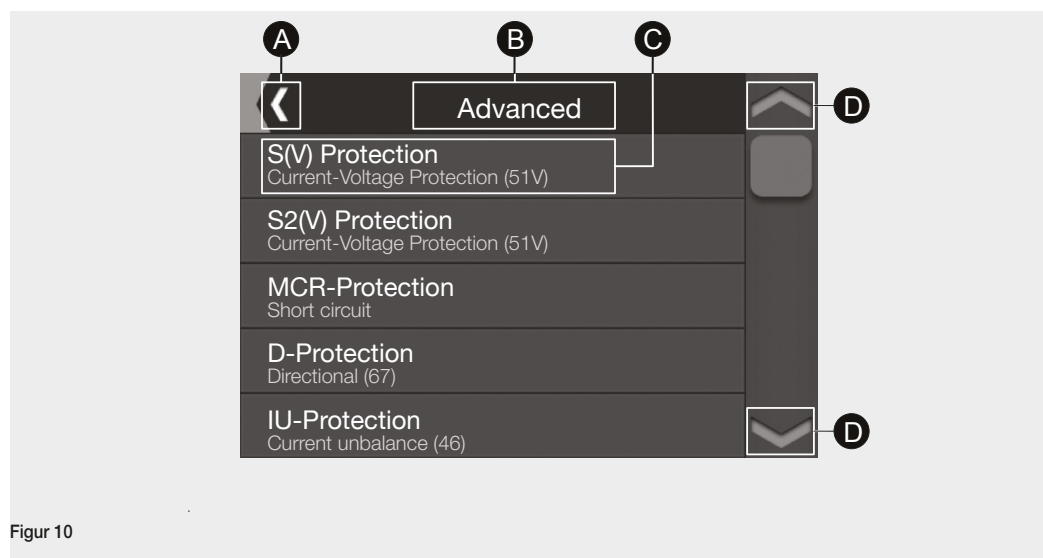 A B C
Advanced
D
S(V) Protection
Current-Voltage Protection (51V)
S2(V) Protection
Current-Voltage Protection (51V)
MCR-Protection
Short circuit
D-Protection
Directional (67)
IU-Protection
Current unbalance (46)
D
Figur 10